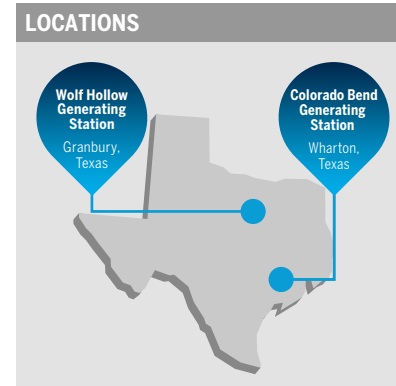 LOCATIONS
Wolf Hollow
Generating
Station
Granbury,
Texas
Colorado Bend
Generating
Station
Wharton,
Texas